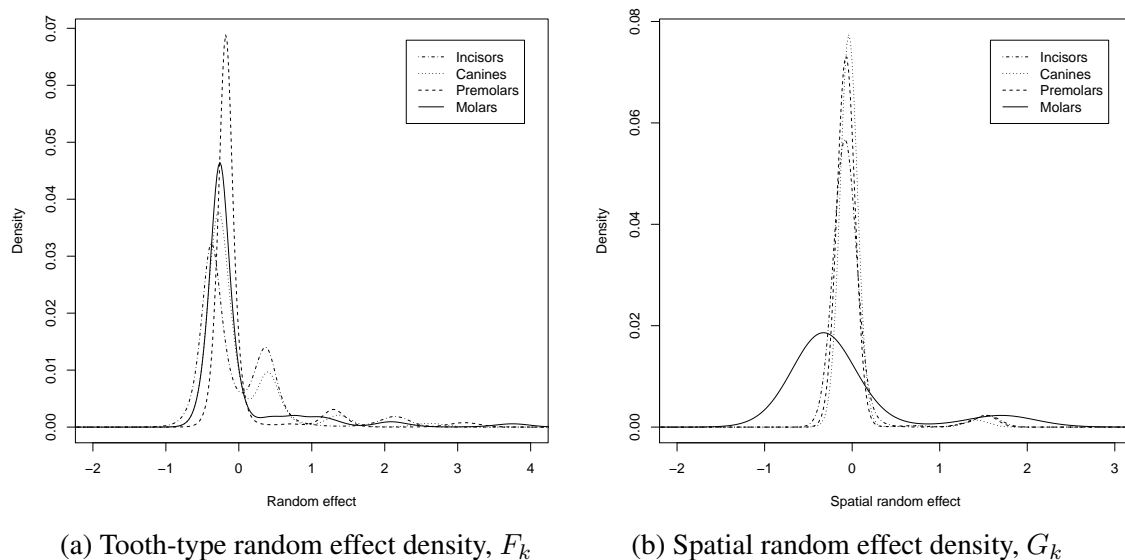 0.00
0.01
0.02
0.03
0.04
0.05
0.06
0.07
Density
−2
−1
0
1
2
3
4
Random effect
Incisors
Canines
Premolars
Molars
(a) Tooth-type random effect density, F_k
0.00
0.02
0.04
0.06
0.08
Density
−2
−1
0
1
2
3
Spatial random effect
Incisors
Canines
Premolars
Molars
(b) Spatial random effect density, G_k